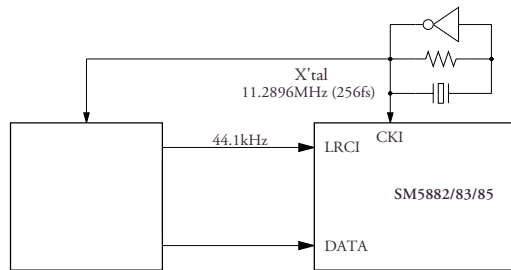 X'tal
11.2896MHz (256fs)
44.1kHz
CKI
LRCI
SM5882/83/85
DATA